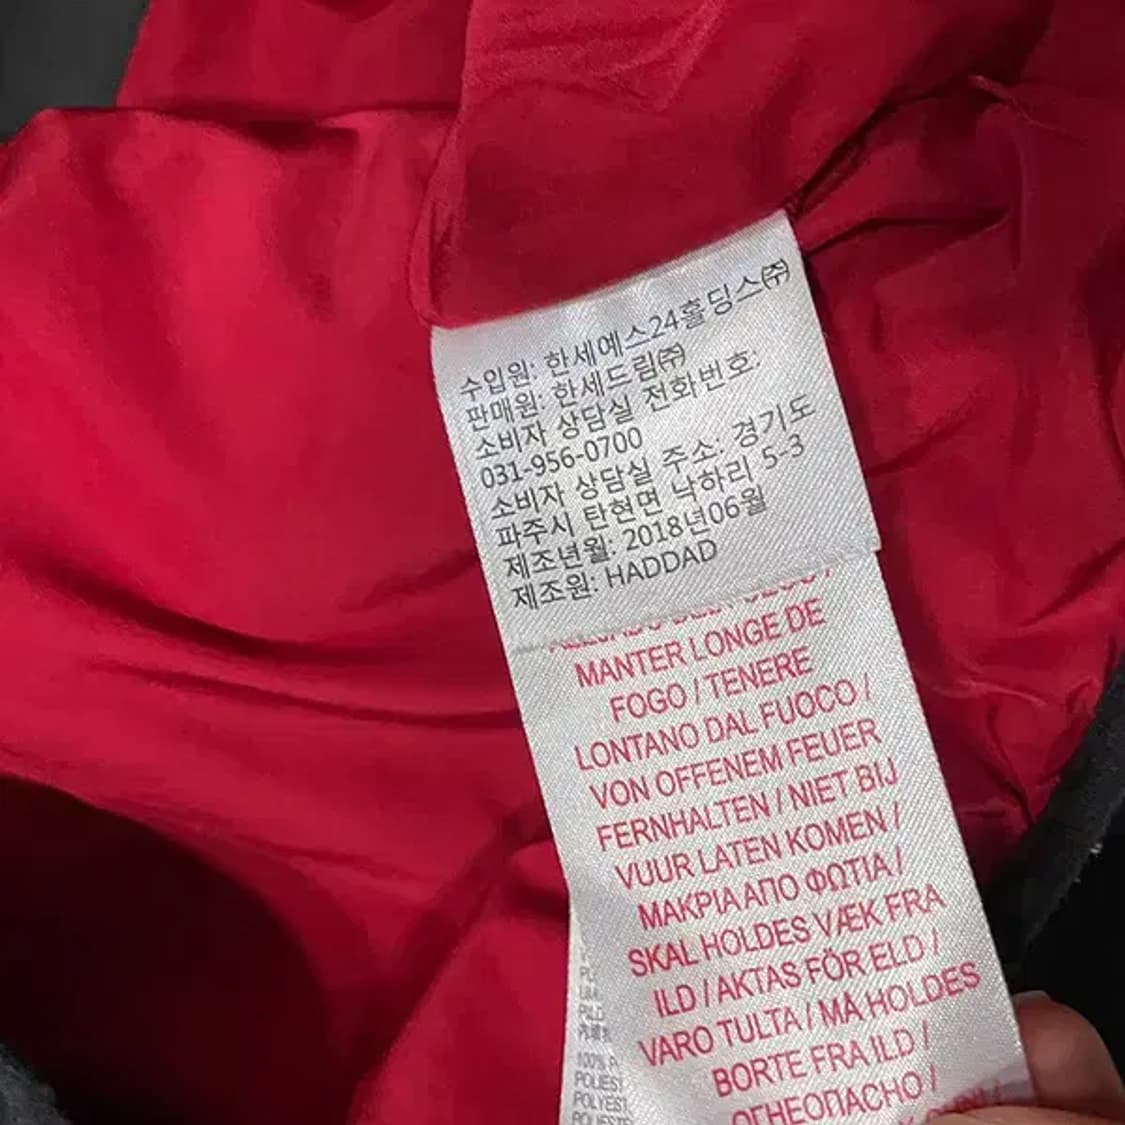 수입원: 한세예스24홀딩스㈜
판매원: 한세드림㈜
소비자 상담실 전화번호:
031-956-0700
소비자 상담실 주소: 경기도
파주시 탄현면 낙하리 5-3
제조년월: 2018년06월
제조원: HADDAD
MANTER LONGE DE
FOGO / TENERE
LONTANO DAL FUOCO /
VON OFFENEM FEUER
FERNHALTEN / NIET BIJ
VUUR LATEN KOMEN /
ΜΑΚΡΙΑ ΑΠΟ ΦΩΤΙΑ /
SKAL HOLDES VÆK FRA
ILD / AKTAS FÖR ELD /
VARO TULTA / MÅ HOLDES
BORTE FRA ILD /
ОГНЕОПАСНО /
100% P
POLIEST
POLYEST